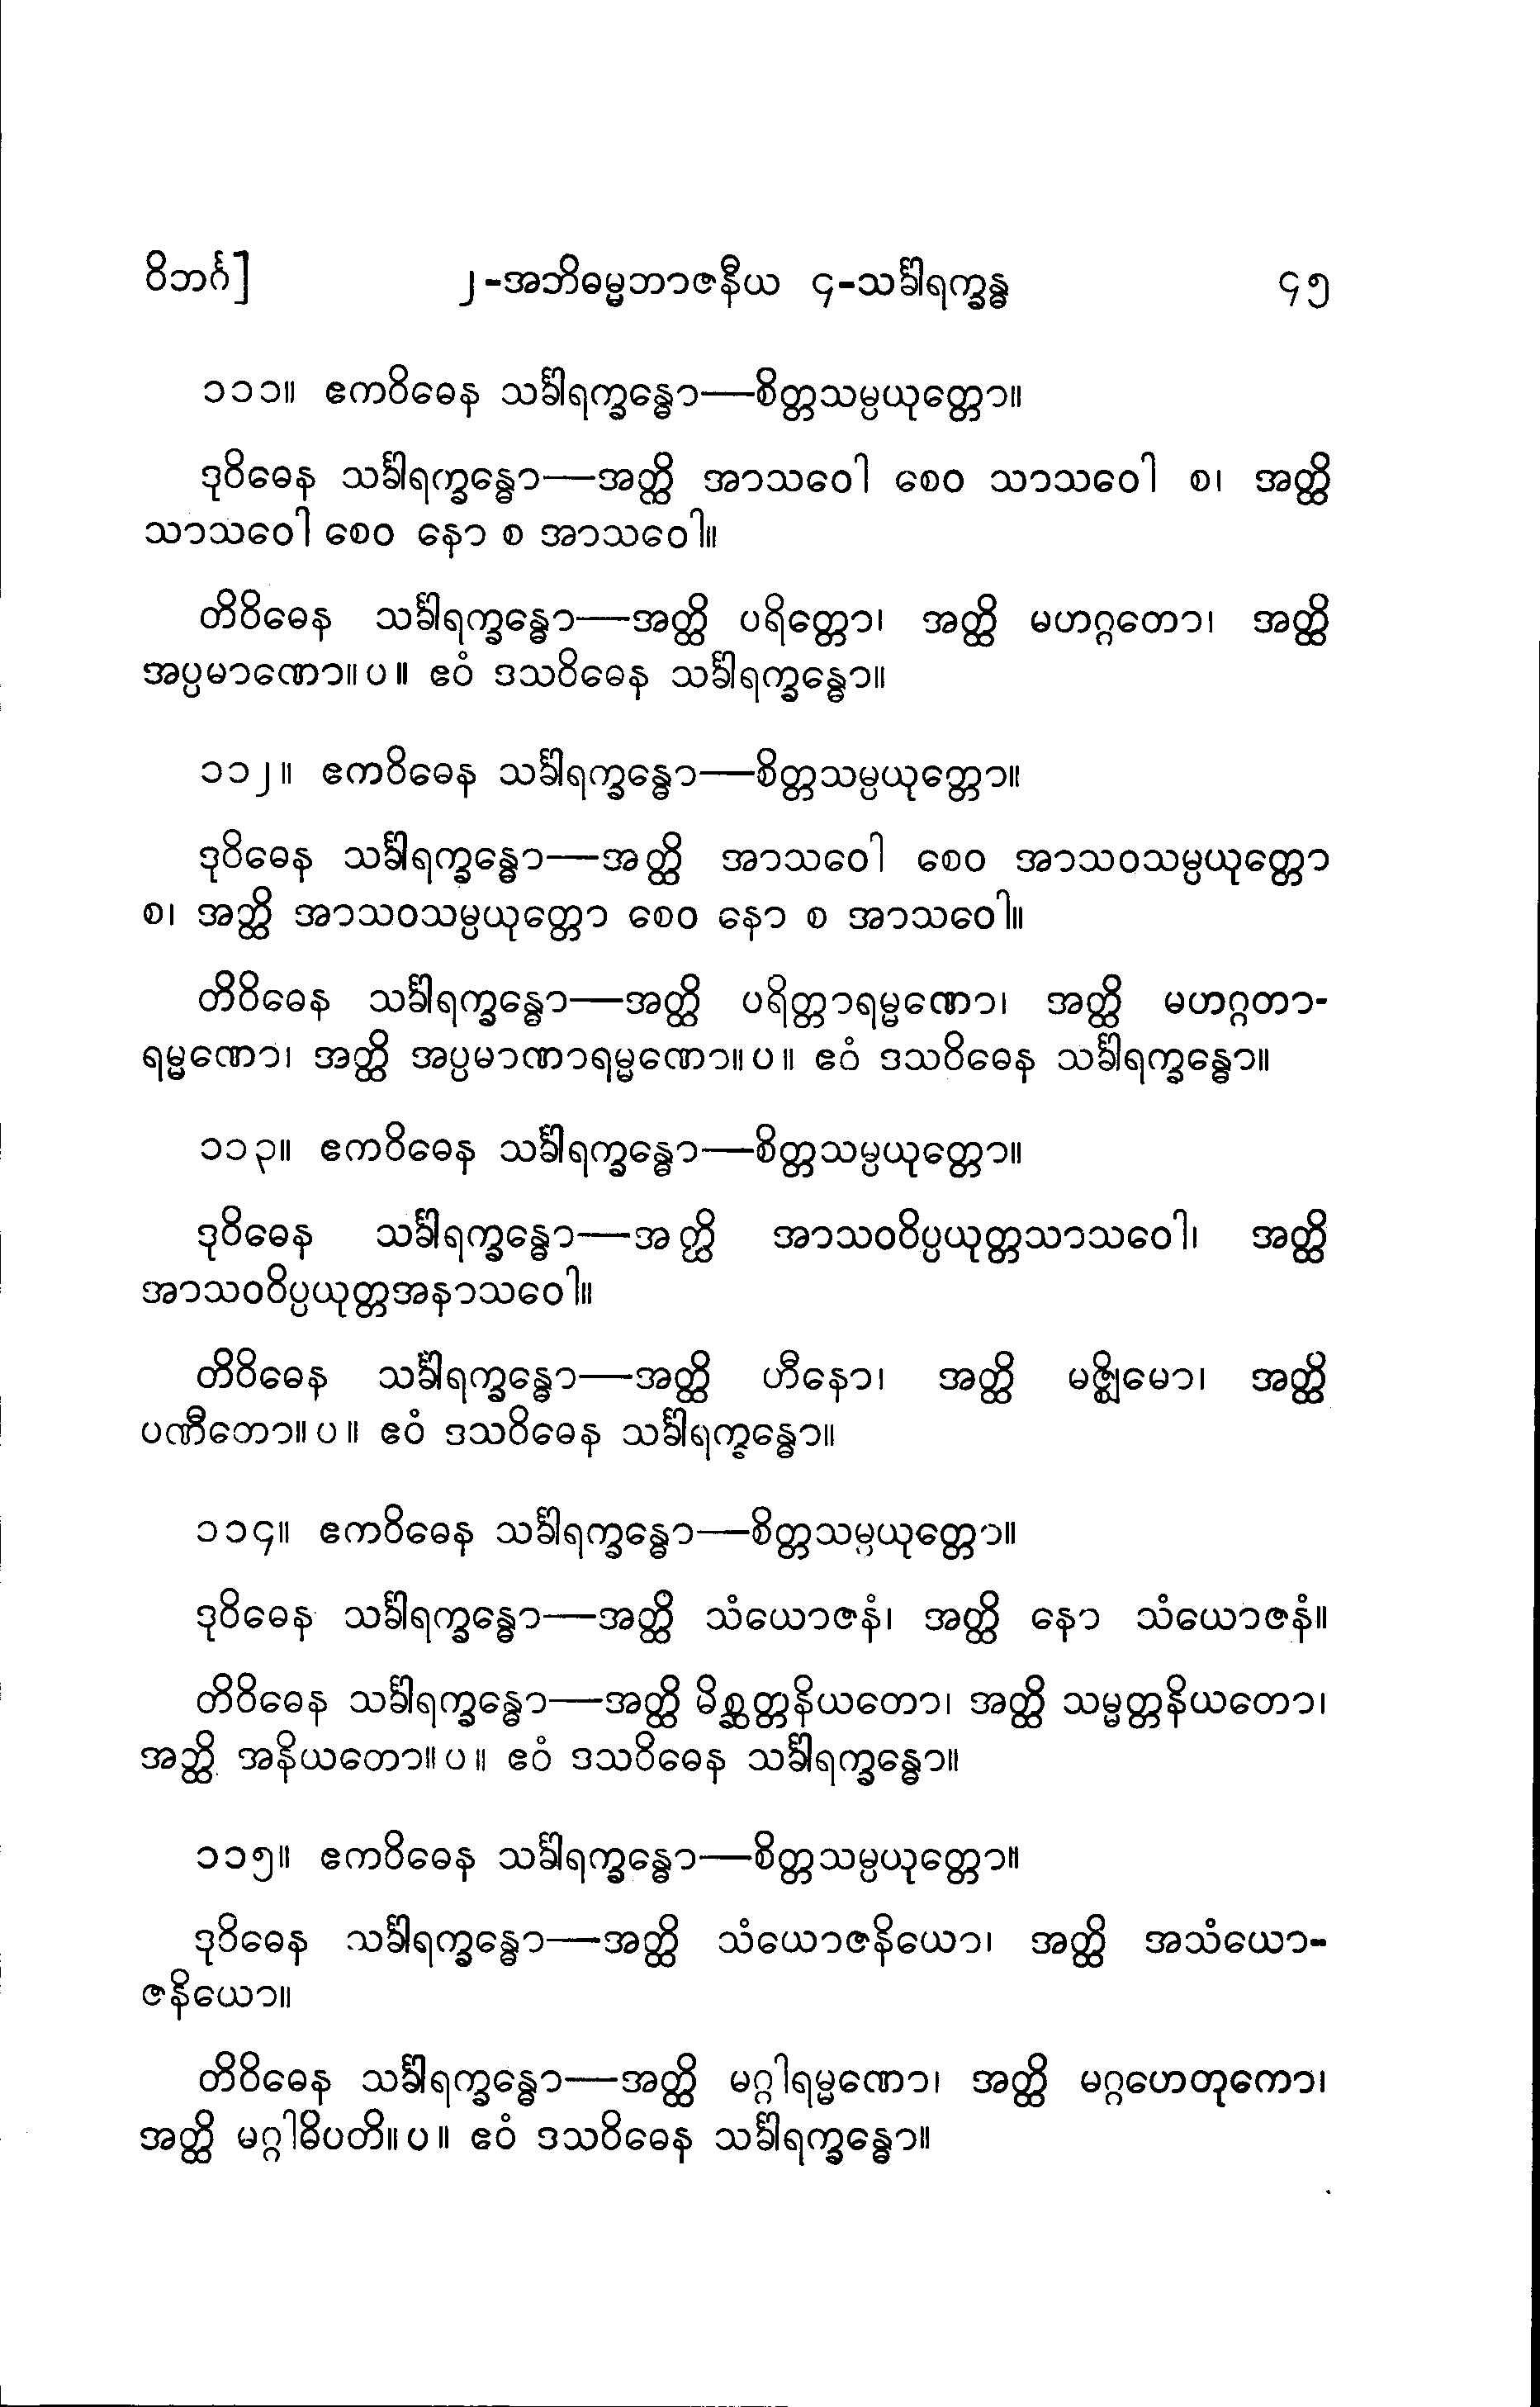 ဝိဘင်္ဂ] ၂-အဘိဓမ္မဘာဇနီယ ၄-သင်္ခါရက္ခန္ဓ ၄၅
၁၁၁။ ဧကဝိဓေန သင်္ခါရက္ခန္ဓော—စိတ္တသမ္ပယုတ္တော။
ဒုဝိဓေန သင်္ခါရက္ခန္ဓော—အတ္ထိ အာသဝေါ စေဝ သာသဝေါ စ၊ အတ္ထိ
သာသဝေါ စေဝ နော စ အာသဝေါ။
တိဝိဓေန သင်္ခါရက္ခန္ဓော—အတ္ထိ ပရိတ္တော၊ အတ္ထိ မဟဂ္ဂတော၊ အတ္ထိ
အပ္ပမာဏော။ ပ။ ဧဝံ ဒသဝိဓေန သင်္ခါရက္ခန္ဓော။
၁၁၂။ ဧကဝိဓေန သင်္ခါရက္ခန္ဓော—စိတ္တသမ္ပယုတ္တော။
ဒုဝိဓေန သင်္ခါရက္ခန္ဓော—အတ္ထိ အာသဝေါ စေဝ အာသဝသမ္ပယုတ္တော
စ၊ အတ္ထိ အာသဝသမ္ပယုတ္တော စေဝ နော စ အာသဝေါ။
တိဝိဓေန သင်္ခါရက္ခန္ဓော—အတ္ထိ ပရိတ္တာရမ္မဏော၊ အတ္ထိ မဟဂ္ဂတာ-
ရမ္မဏော၊ အတ္ထိ အပ္ပမာဏာရမ္မဏော။ ပ။ ဧဝံ ဒသဝိဓေန သင်္ခါရက္ခန္ဓော။
၁၁၃။ ဧကဝိဓေန သင်္ခါရက္ခန္ဓော—စိတ္တသမ္ပယုတ္တော။
ဒုဝိဓေန သင်္ခါရက္ခန္ဓော—အတ္ထိ အာသဝဝိပ္ပယုတ္တသာသဝေါ၊ အတ္ထိ
အာသဝဝိပ္ပယုတ္တအနာသဝေါ။
တိဝိဓေန သင်္ခါရက္ခန္ဓော—အတ္ထိ ဟီနော၊ အတ္ထိ မဇ္ဈိမော၊ အတ္ထိ
ပဏီတော။ ပ။ ဧဝံ ဒသဝိဓေန သင်္ခါရက္ခန္ဓော။
၁၁၄။ ဧကဝိဓေန သင်္ခါရက္ခန္ဓော—စိတ္တသမ္ပယုတ္တော။
ဒုဝိဓေန သင်္ခါရက္ခန္ဓော—အတ္ထိ သံယောဇနံ၊ အတ္ထိ နော သံယောဇနံ။
တိဝိဓေန သင်္ခါရက္ခန္ဓော—အတ္ထိ မိစ္ဆတ္တနိယတော၊ အတ္ထိ သမ္မတ္တနိယတော၊
အတ္ထိ အနိယတော။ ပ။ ဧဝံ ဒသဝိဓေန သင်္ခါရက္ခန္ဓော။
၁၁၅။ ဧကဝိဓေန သင်္ခါရက္ခန္ဓော—စိတ္တသမ္ပယုတ္တော။
ဒုဝိဓေန သင်္ခါရက္ခန္ဓော—အတ္ထိ သံယောဇနိယော၊ အတ္ထိ အသံယော-
ဇနိယော။
တိဝိဓေန သင်္ခါရက္ခန္ဓော—အတ္ထိ မဂ္ဂါရမ္မဏော၊ အတ္ထိ မဂ္ဂဟေတုကော၊
အတ္ထိ မဂ္ဂါဓိပတိ။ ပ။ ဧဝံ ဒသဝိဓေန သင်္ခါရက္ခန္ဓော။